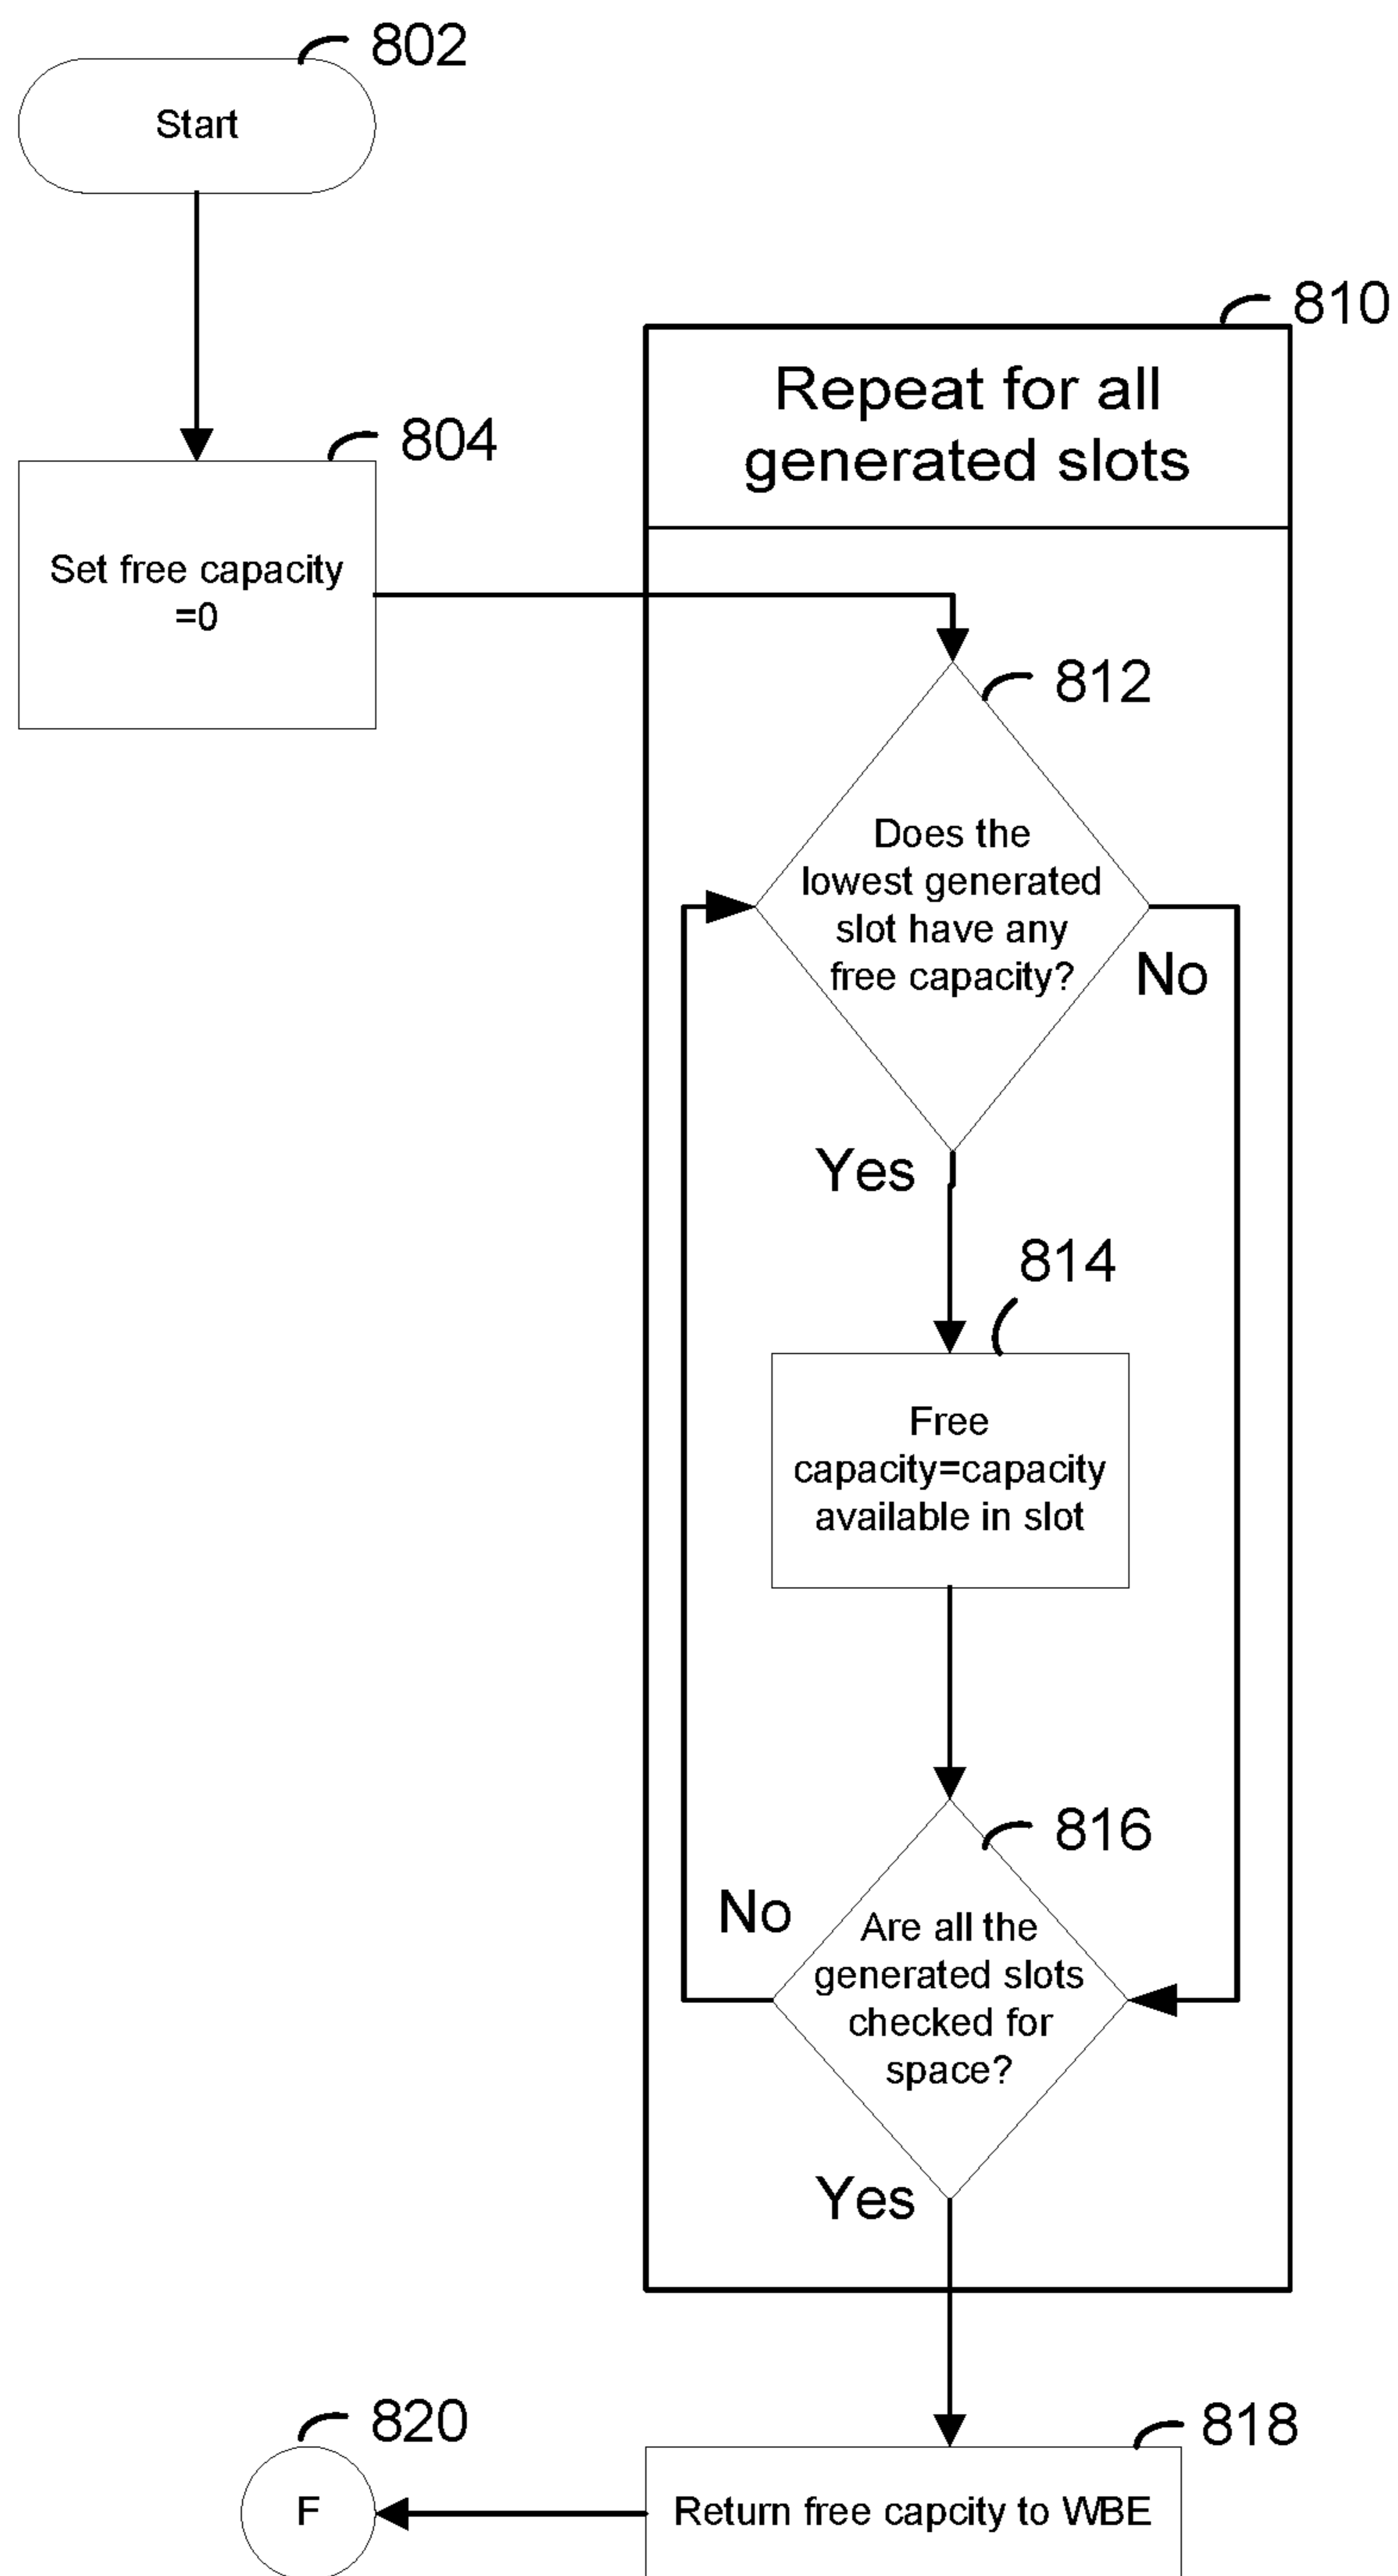 802
Start
804
Set free capacity
=0
810
Repeat for all
generated slots
812
Does the
lowest generated
slot have any
free capacity?
No
Yes
814
Free
capacity=capacity
available in slot
816
No
Are all the
generated slots
checked for
space?
Yes
818
Return free capcity to WBE
820
F